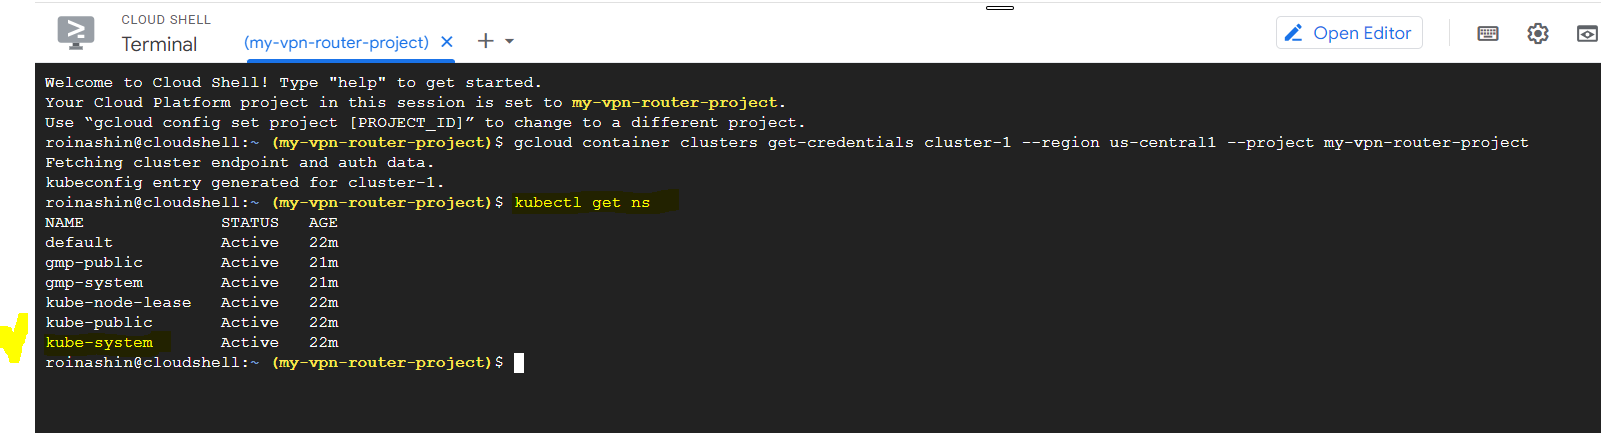 CLOUD SHELL
Terminal
(my-vpn-router-project)
Open Editor
Welcome to Cloud Shell! Type "help" to get started.
Your Cloud Platform project in this session is set to my-vpn-router-project.
Use “gcloud config set project [PROJECT_ID]” to change to a different project.
roinashin@cloudshell:~ (my-vpn-router-project)$ gcloud container clusters get-credentials cluster-1 --region us-central1 --project my-vpn-router-project
Fetching cluster endpoint and auth data.
kubeconfig entry generated for cluster-1.
roinashin@cloudshell:~ (my-vpn-router-project)$ kubectl get ns
NAME STATUS AGE
default Active 22m
gmp-public Active 21m
gmp-system Active 21m
kube-node-lease Active 22m
kube-public Active 22m
kube-system Active 22m
roinashin@cloudshell:~ (my-vpn-router-project)$